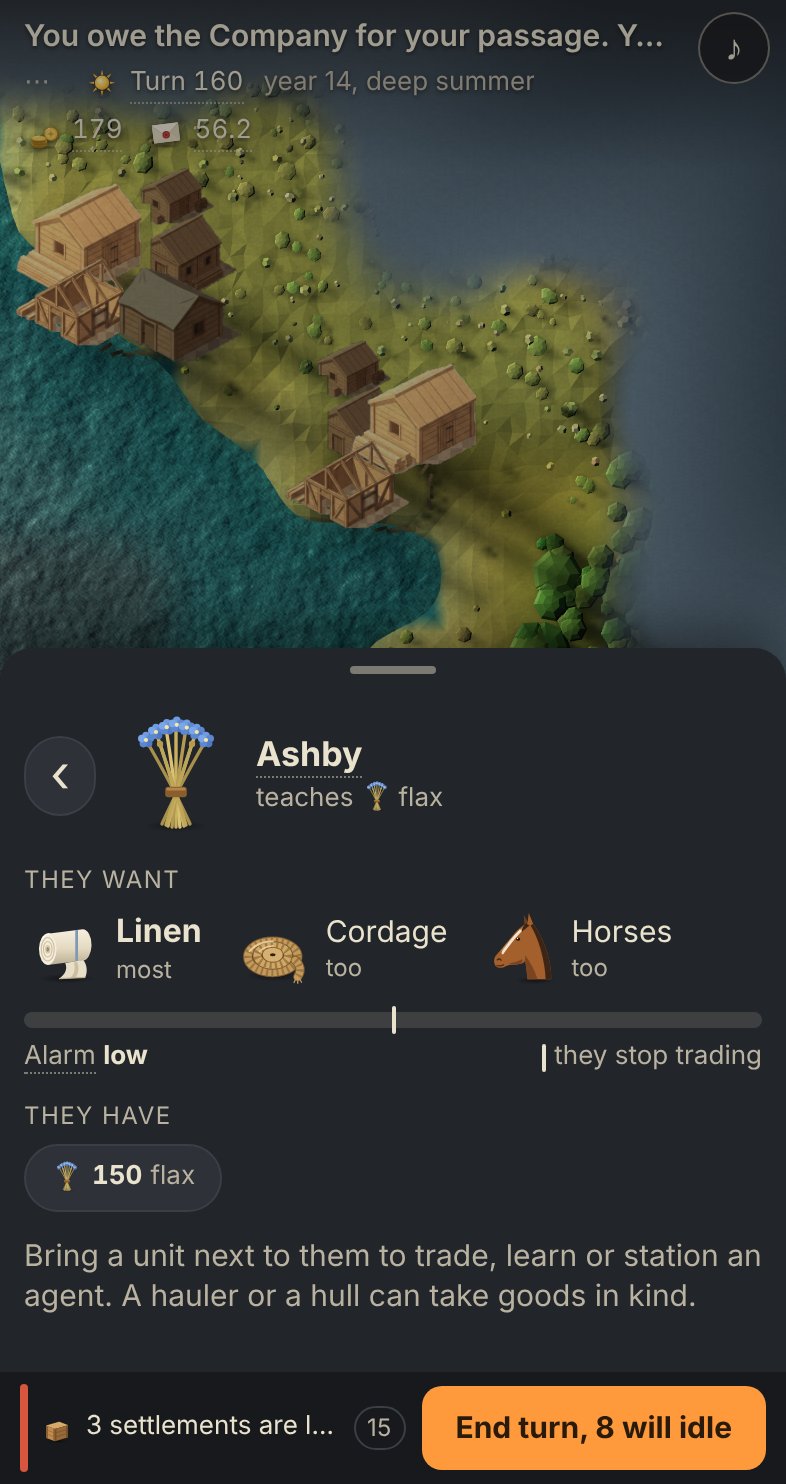 You owe the Company for your passage. Y...
... Turn 160 year 14, deep summer
179 56.2
Ashby
teaches flax
THEY WANT
Linen Cordage Horses
most too too
Alarm low they stop trading
THEY HAVE
150 flax
Bring a unit next to them to trade, learn or station an
agent. A hauler or a hull can take goods in kind.
3 settlements are l... 15 End turn, 8 will idle